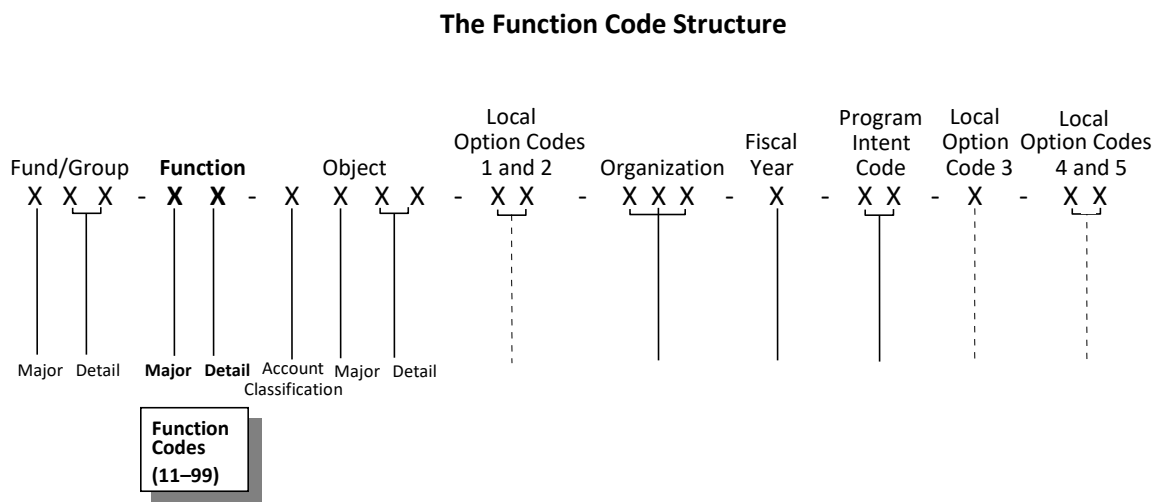 The Function Code Structure
Local
Option Codes
1 and 2
Program
Intent
Code
Local
Option
Code 3
Local
Option Codes
4 and 5
Fiscal
Year
Fund/Group Function Object Organization
X X X - X X - X X X X - X X - X X X - X - X X - X - X X
Major Detail Major Detail Account Classification Major Detail
Function
Codes
(11–99)